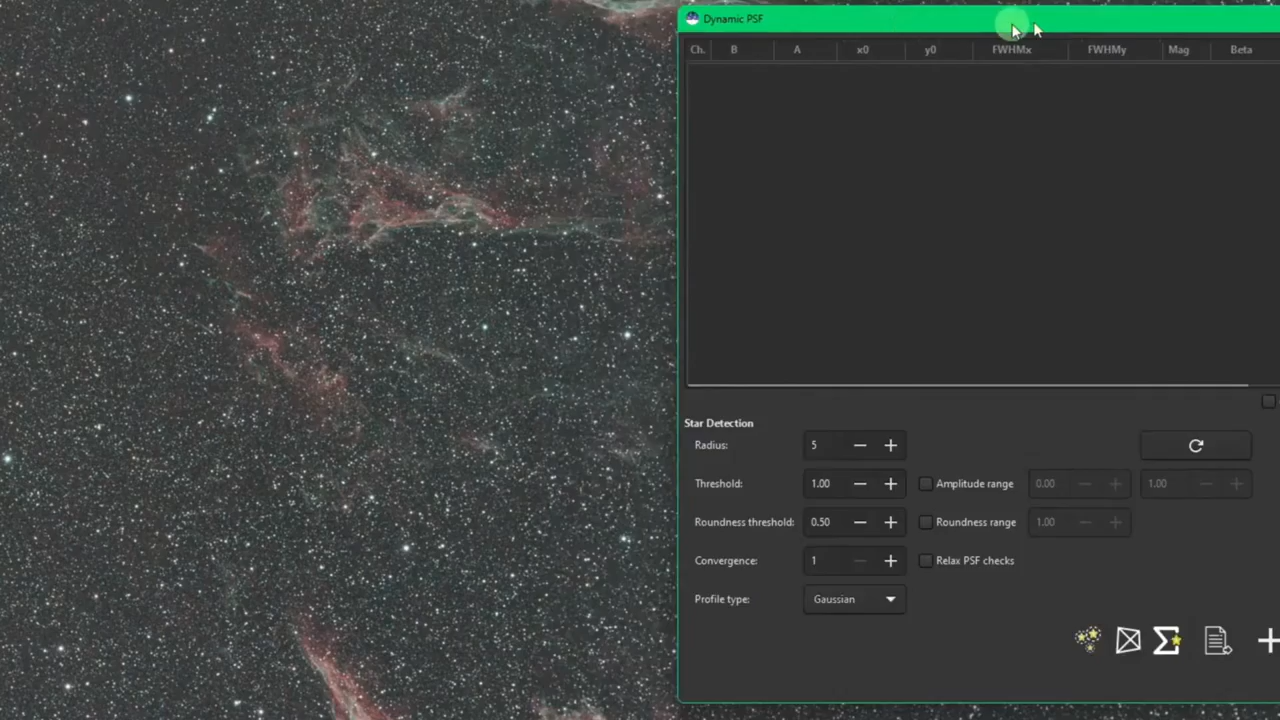 Dynamic PSF
Ch. B A x0 y0 FWHMx FWHMy Mag Beta
Star Detection
Radius: 5
Threshold: 1.00 Amplitude range 0.00 1.00
Roundness threshold: 0.50 Roundness range 1.00
Convergence: 1 Relax PSF checks
Profile type: Gaussian